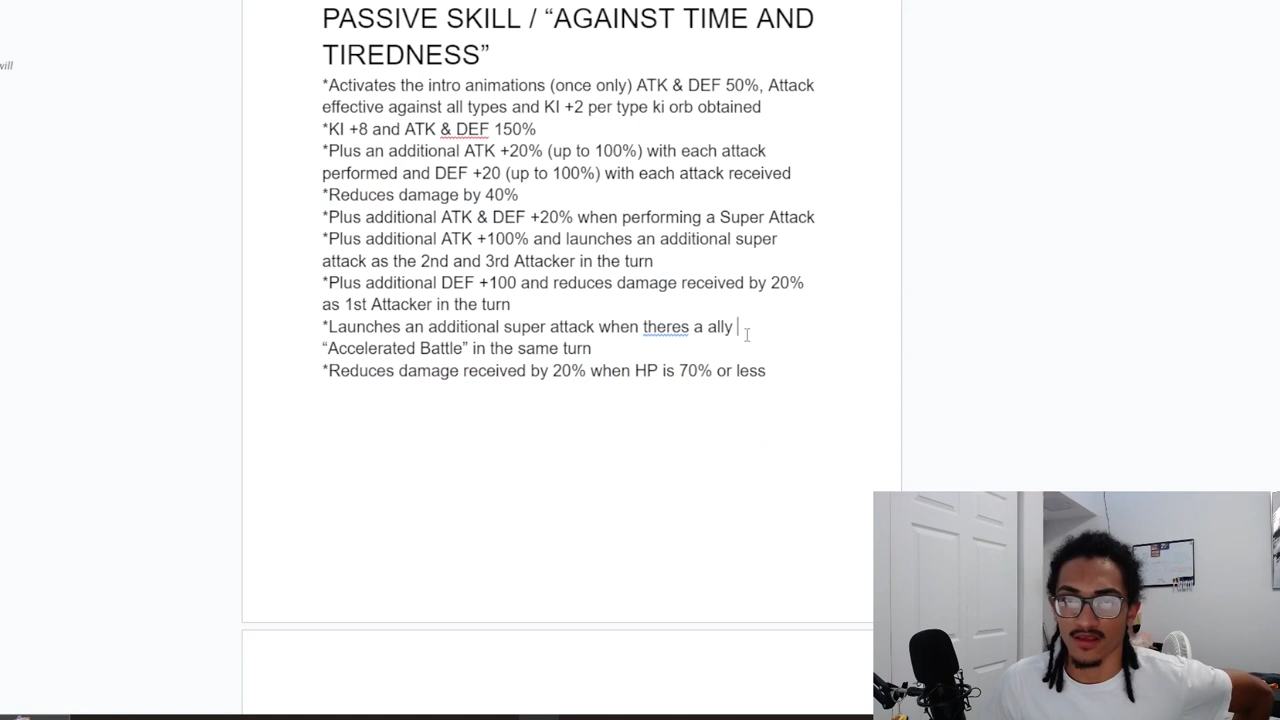 will
PASSIVE SKILL / “AGAINST TIME AND
TIREDNESS”
*Activates the intro animations (once only) ATK & DEF 50%, Attack
effective against all types and KI +2 per type ki orb obtained
*KI +8 and ATK & DEF 150%
*Plus an additional ATK +20% (up to 100%) with each attack
performed and DEF +20 (up to 100%) with each attack received
*Reduces damage by 40%
*Plus additional ATK & DEF +20% when performing a Super Attack
*Plus additional ATK +100% and launches an additional super
attack as the 2nd and 3rd Attacker in the turn
*Plus additional DEF +100 and reduces damage received by 20%
as 1st Attacker in the turn
*Launches an additional super attack when theres a ally
“Accelerated Battle” in the same turn
*Reduces damage received by 20% when HP is 70% or less